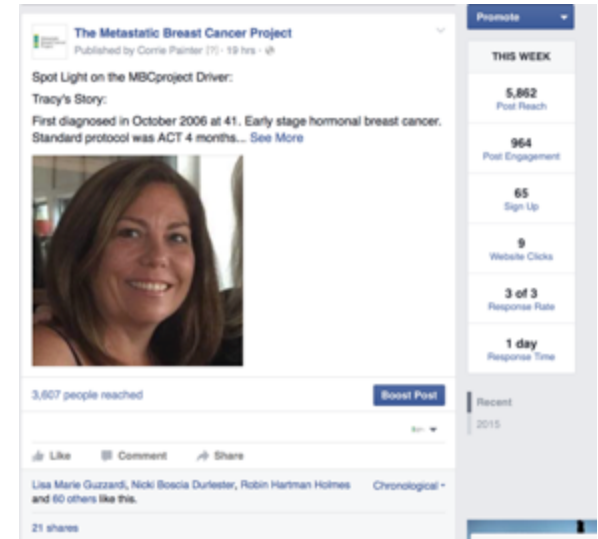 The Metastatic Breast Cancer Project
Published by Corrie Painter [?] · 19 hrs ·
Spot Light on the MBCproject Driver:
Tracy's Story:
First diagnosed in October 2006 at 41. Early stage hormonal breast cancer.
Standard protocol was ACT 4 months... See More
3,607 people reached
Boost Post
Like Comment Share
Lisa Marie Guzzardi, Nicki Boscia Durlester, Robin Hartman Holmes
and 60 others like this.
Chronological
21 shares
Promote
THIS WEEK
5,862
Post Reach
964
Post Engagement
65
Sign Up
9
Website Clicks
3 of 3
Response Rate
1 day
Response Time
Recent
2015